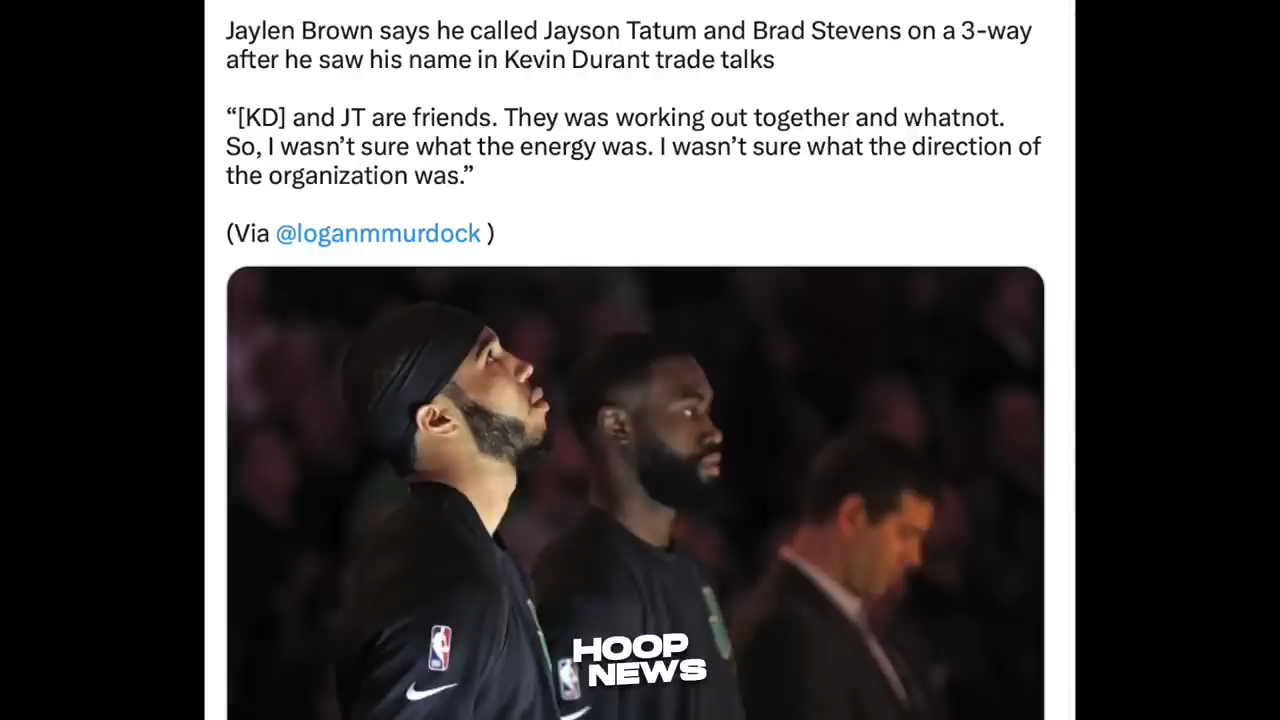 Jaylen Brown says he called Jayson Tatum and Brad Stevens on a 3-way
after he saw his name in Kevin Durant trade talks
“[KD] and JT are friends. They was working out together and whatnot.
So, I wasn’t sure what the energy was. I wasn’t sure what the direction of
the organization was.”
(Via @loganmmurdock )
HOOP
NEWS